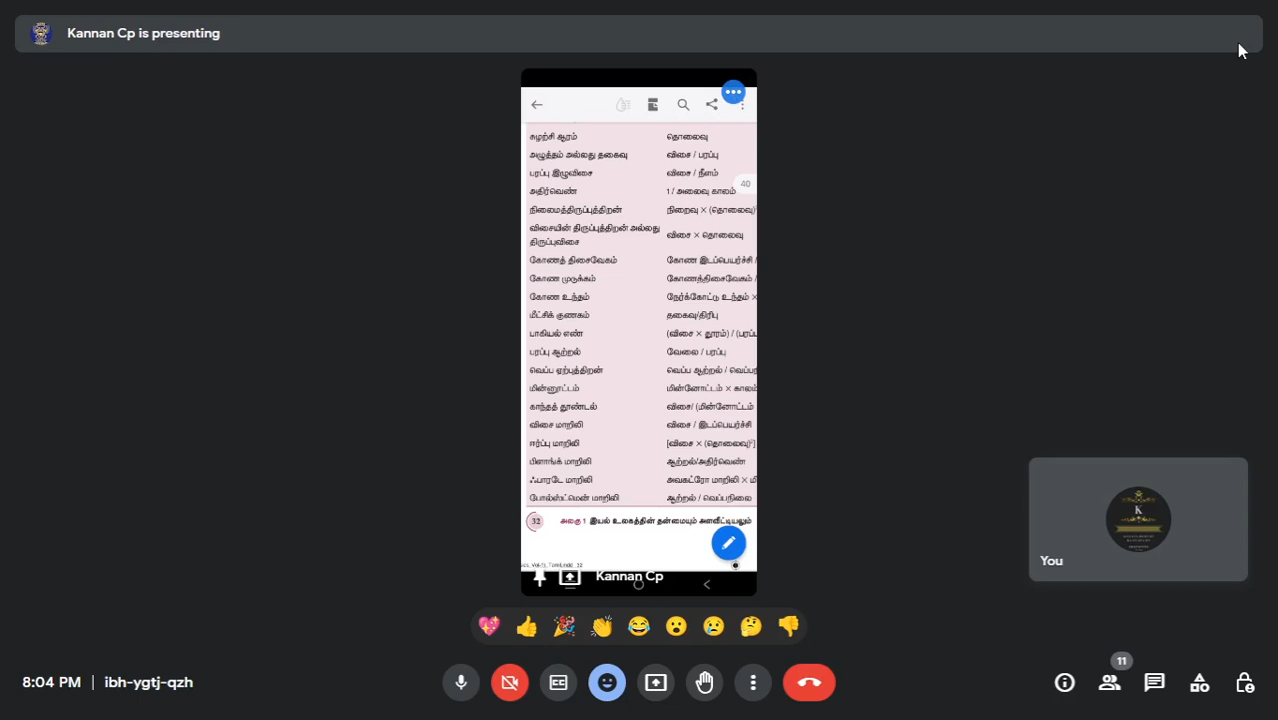 Kannan Cp is presenting
சுழற்சி ஆரம் தொலைவு
அழுத்தம் அல்லது தகைவு விசை / பரப்பு
பரப்பு இழுவிசை விசை / நீளம்
40
அதிர்வெண் 1 / அலைவு காலம்
நிலைமத்திருப்புத்திறன் நிறைவு × (தொலைவு)
விசையின் திருப்புத்திறன் அல்லது
திருப்புவிசை விசை × தொலைவு
கோணத் திசைவேகம் கோண இடப்பெயர்ச்சி /
கோண முடுக்கம் கோணத்திசைவேகம் /
கோண உந்தம் நேர்க்கோட்டு உந்தம் ×
மீட்சிக் குணகம் தகைவு/திரிபு
பாகியல் எண் (விசை × தூரம்) / (பரப்பு
பரப்பு ஆற்றல் வேலை / பரப்பு
வெப்ப ஏற்புத்திறன் வெப்ப ஆற்றல் / வெப்ப
மின்னூட்டம் மின்னோட்டம் × காலம்
காந்தத் தூண்டல் விசை/ (மின்னோட்டம்
விசை மாறிலி விசை / இடப்பெயர்ச்சி
ஈர்ப்பு மாறிலி [விசை × (தொலைவு)²]
பிளாங்க் மாறிலி ஆற்றல்/அதிர்வெண்
ஃபாரடே மாறிலி அவகட்ரோ மாறிலி × மி
போல்ஸ்ட்மென் மாறிலி ஆற்றல் / வெப்பநிலை
32 அலகு 1 இயல் உலகத்தின் தன்மையும் அளவீட்டியலும்
Kannan Cp
K
You
11
8:04 PM | ibh-ygtj-qzh